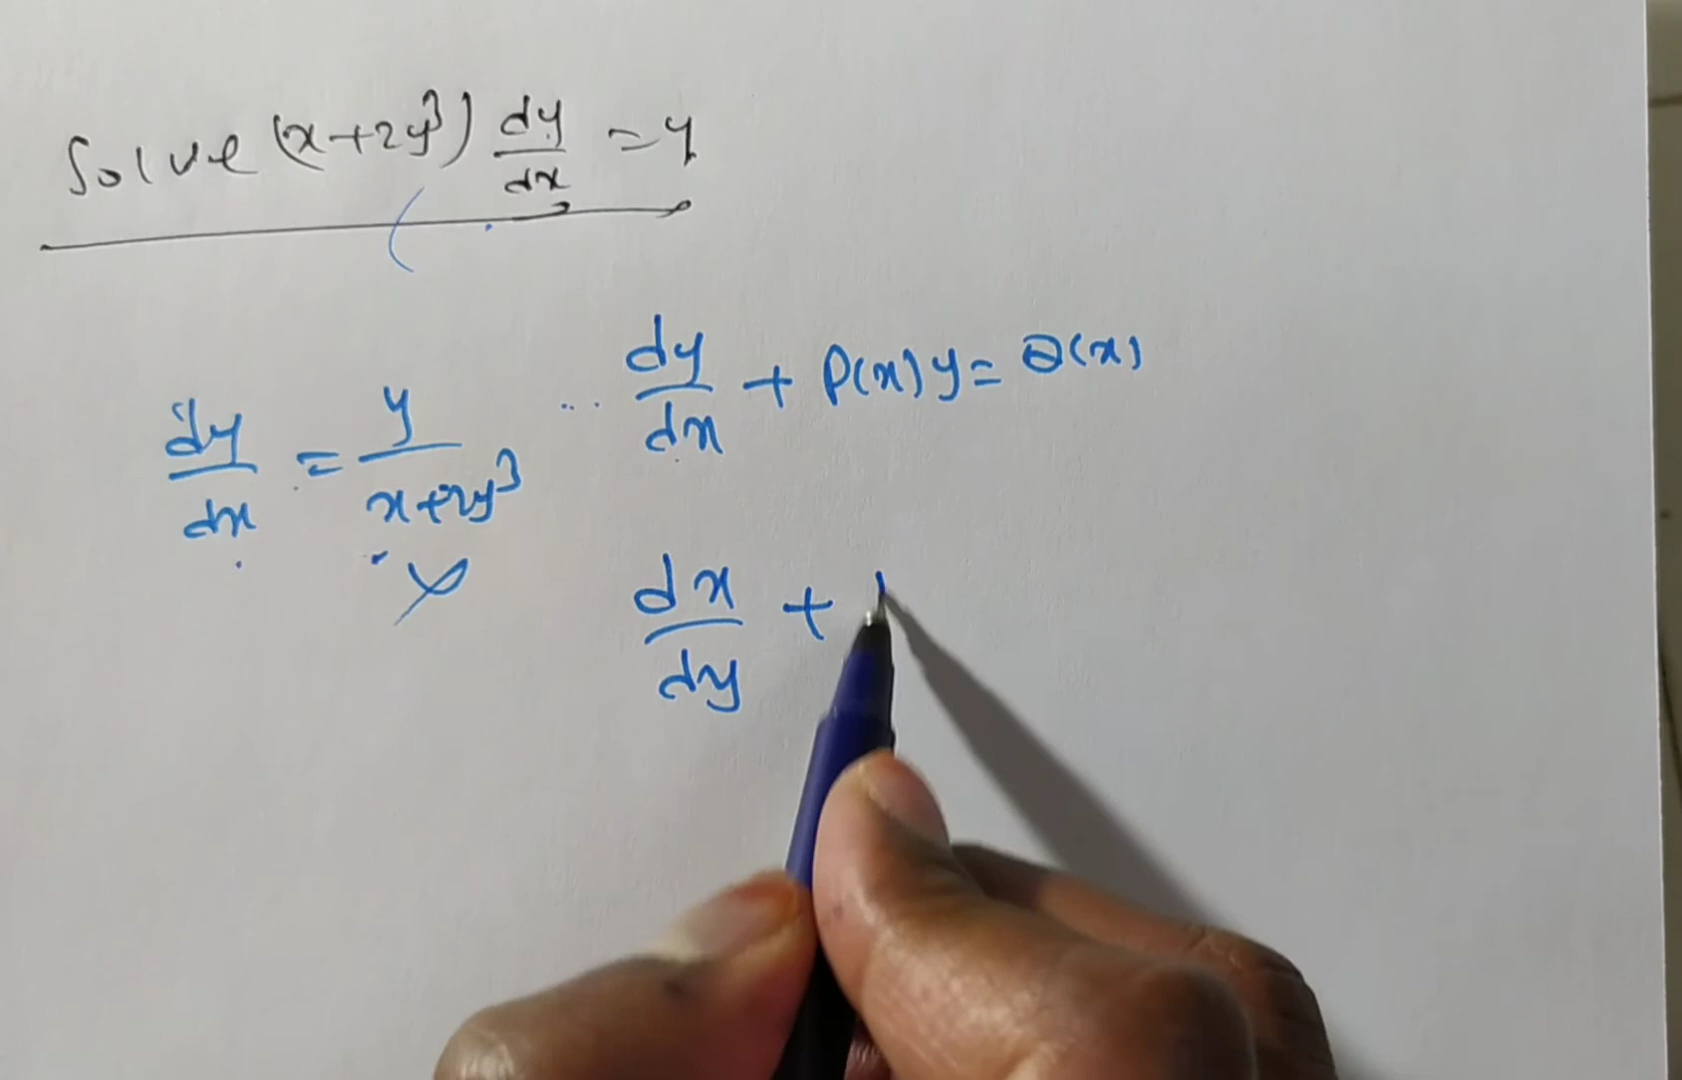 Solve (x+2y³) dy/dx = y
dy/dx = y/(x+2y³)
dy/dx + P(x)y = Q(x)
dx/dy +